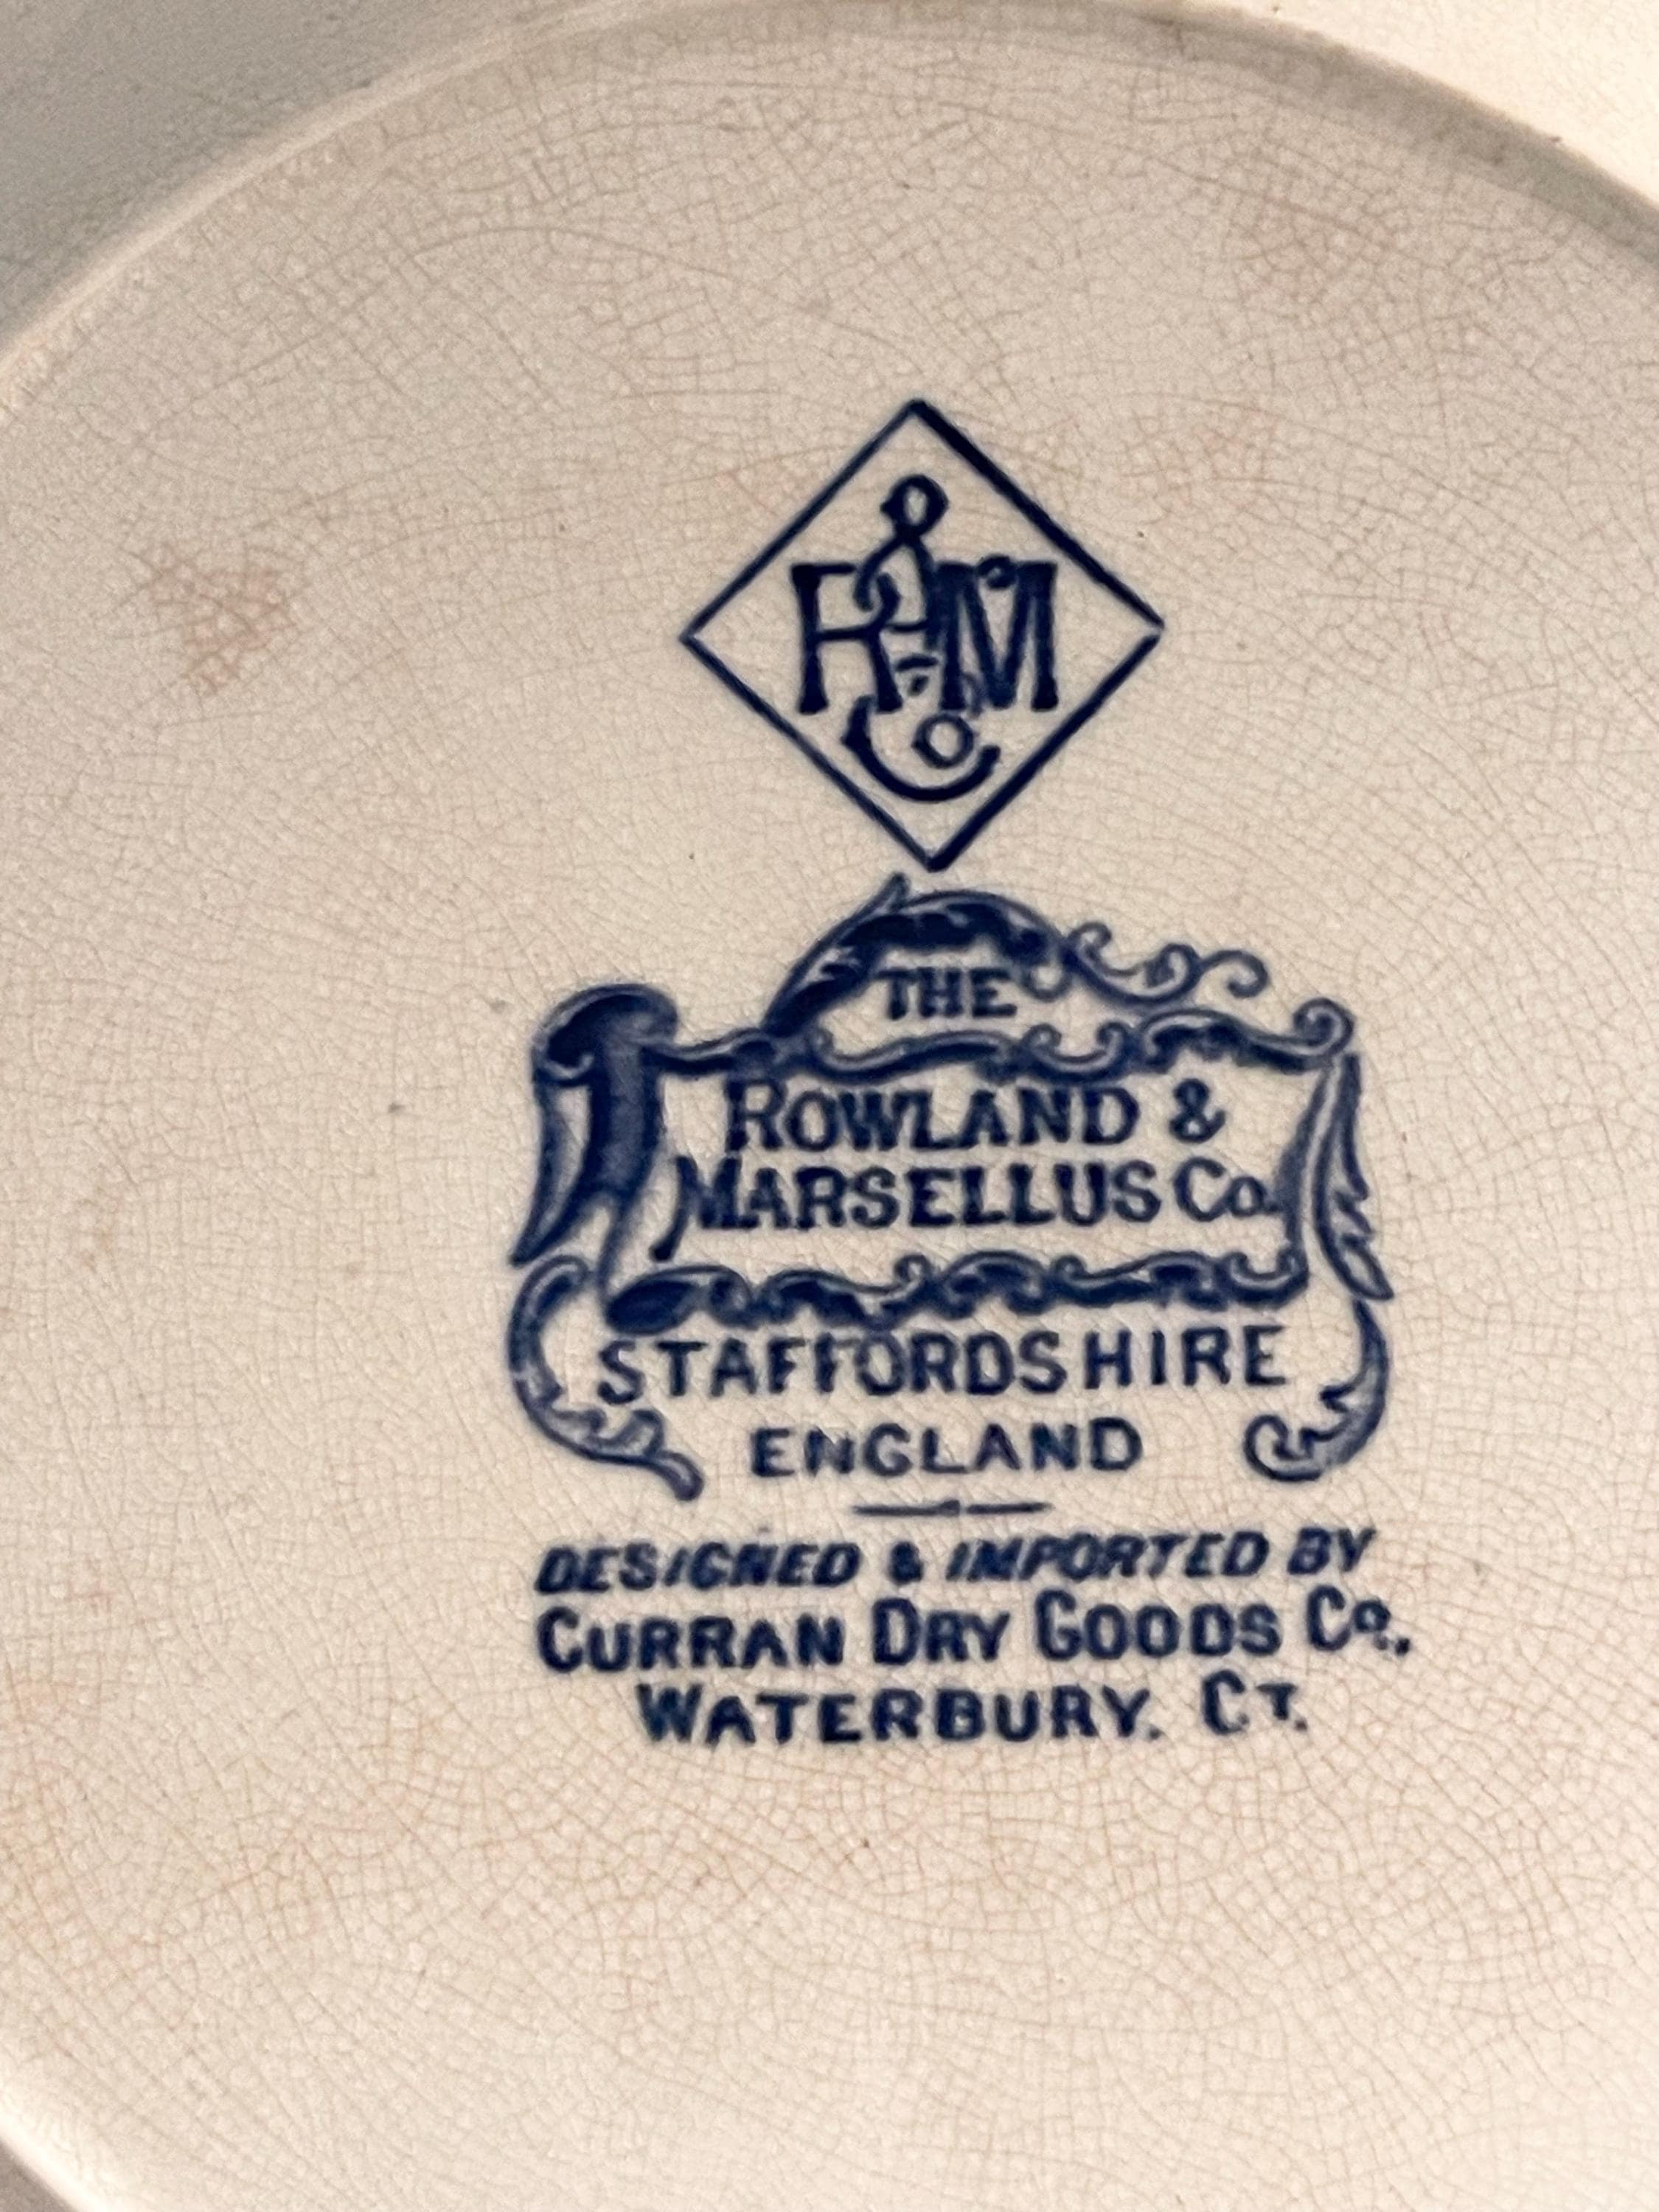 R & M
Co
THE
ROWLAND &
MARSELLUS Co.
STAFFORDSHIRE
ENGLAND
DESIGNED & IMPORTED BY
CURRAN DRY GOODS Co.,
WATERBURY. CT.